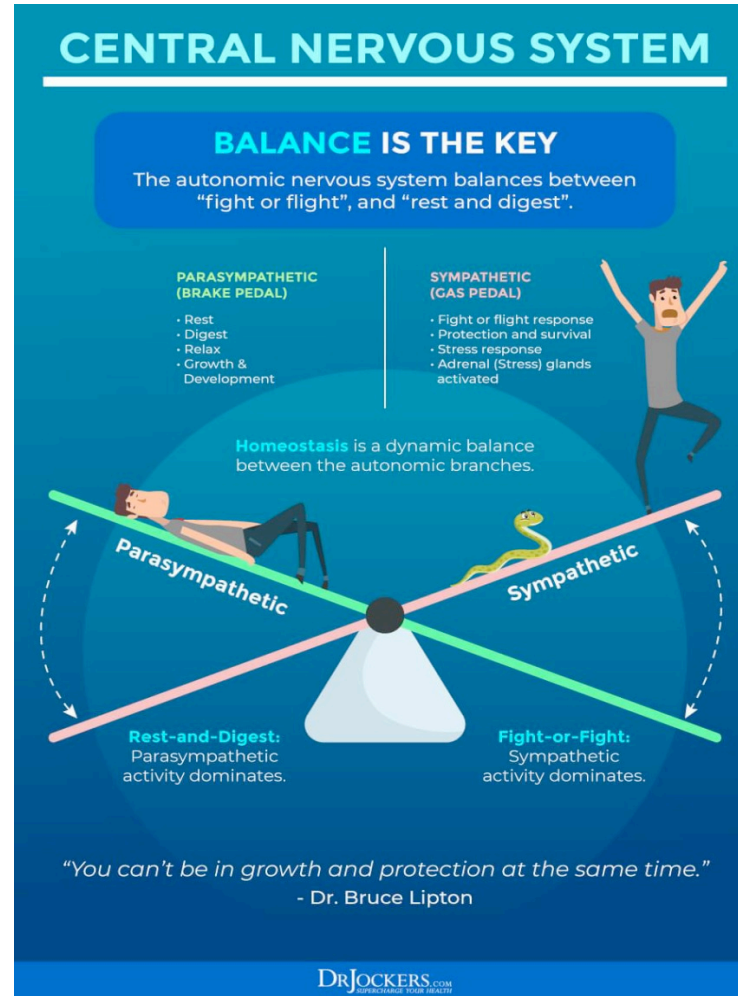 CENTRAL NERVOUS SYSTEM
BALANCE IS THE KEY
The autonomic nervous system balances between
“fight or flight”, and “rest and digest”.
PARASYMPATHETIC
(BRAKE PEDAL)
• Rest
• Digest
• Relax
• Growth &
Development
SYMPATHETIC
(GAS PEDAL)
• Fight or flight response
• Protection and survival
• Stress response
• Adrenal (Stress) glands
activated
Homeostasis is a dynamic balance
between the autonomic branches.
Parasympathetic
Sympathetic
Rest-and-Digest:
Parasympathetic
activity dominates.
Fight-or-Fight:
Sympathetic
activity dominates.
“You can’t be in growth and protection at the same time.”
- Dr. Bruce Lipton
DRJOCKERS.COM
SUPERCHARGE YOUR HEALTH